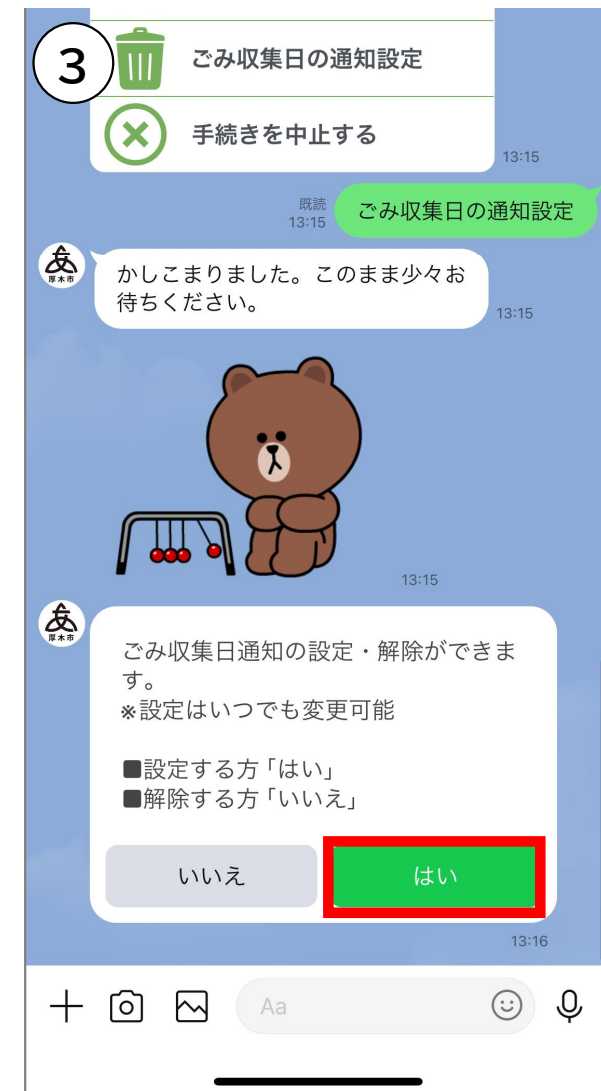 ③
ごみ収集日の通知設定
手続きを中止する
13:15
既読
13:15
ごみ収集日の通知設定
厚木市
かしこまりました。このまま少々お
待ちください。
13:15
13:15
厚木市
ごみ収集日通知の設定・解除ができま
す。
※設定はいつでも変更可能
■設定する方「はい」
■解除する方「いいえ」
いいえ
はい
13:16
Aa